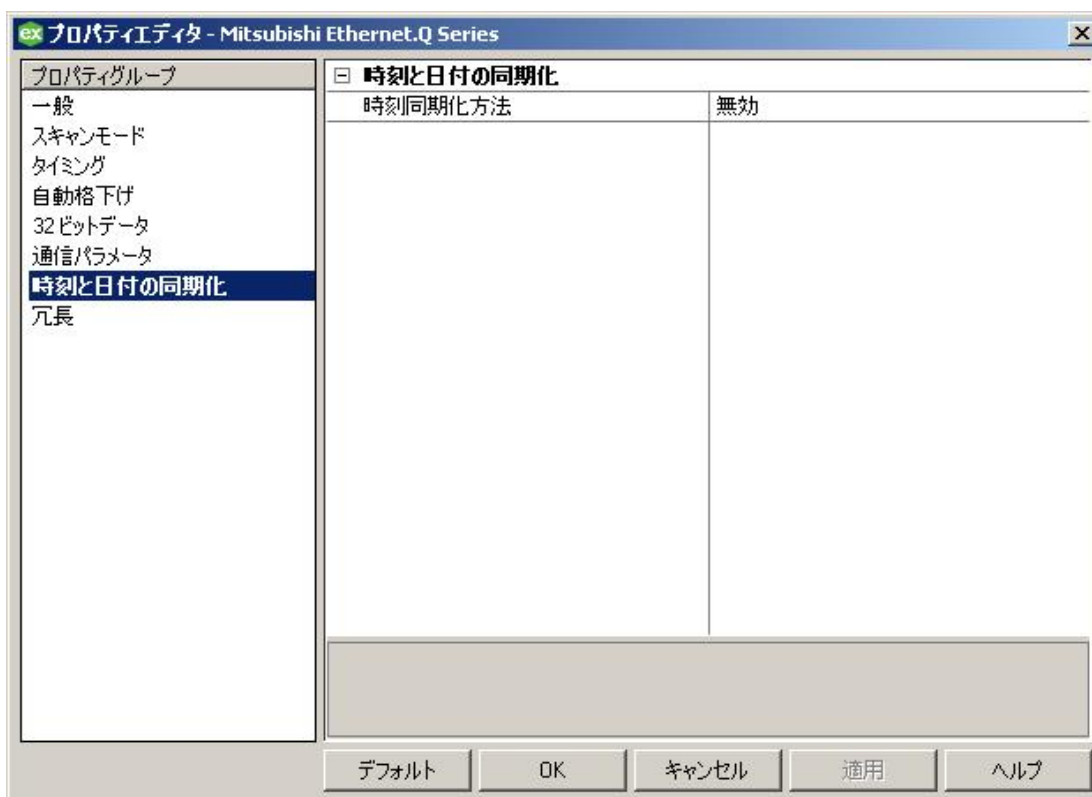 ex プロパティエディタ - Mitsubishi Ethernet.Q Series
プロパティグループ
一般
スキャンモード
タイミング
自動格下げ
32 ビットデータ
通信パラメータ
時刻と日付の同期化
冗長
時刻と日付の同期化
時刻同期化方法 無効
デフォルト OK キャンセル 適用 ヘルプ